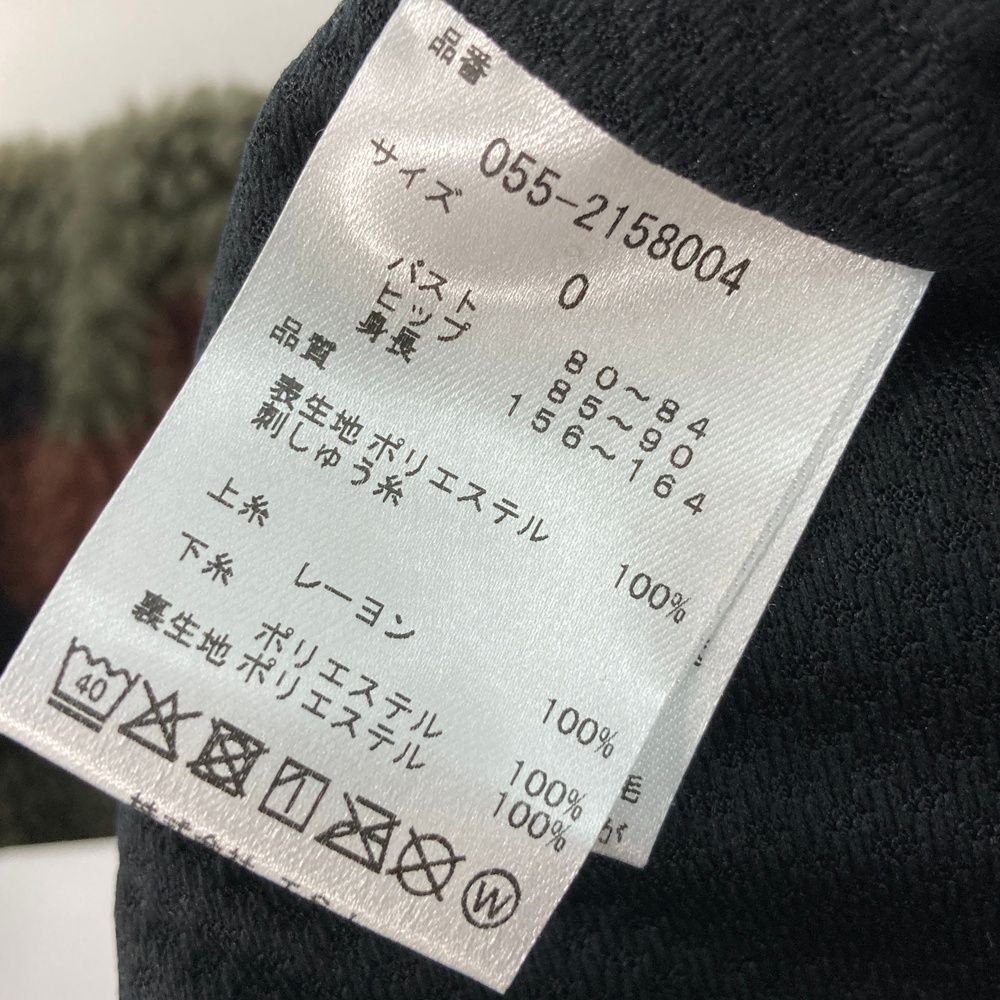 品番
055-2158004
サイズ
0
バスト 80～84
ヒップ 85～90
身長 156～164
品質
表生地 ポリエステル 100%
刺しゅう糸
上糸 レーヨン 100%
下糸 ポリエステル 100%
裏生地 ポリエステル 100%
40
W
毛
が